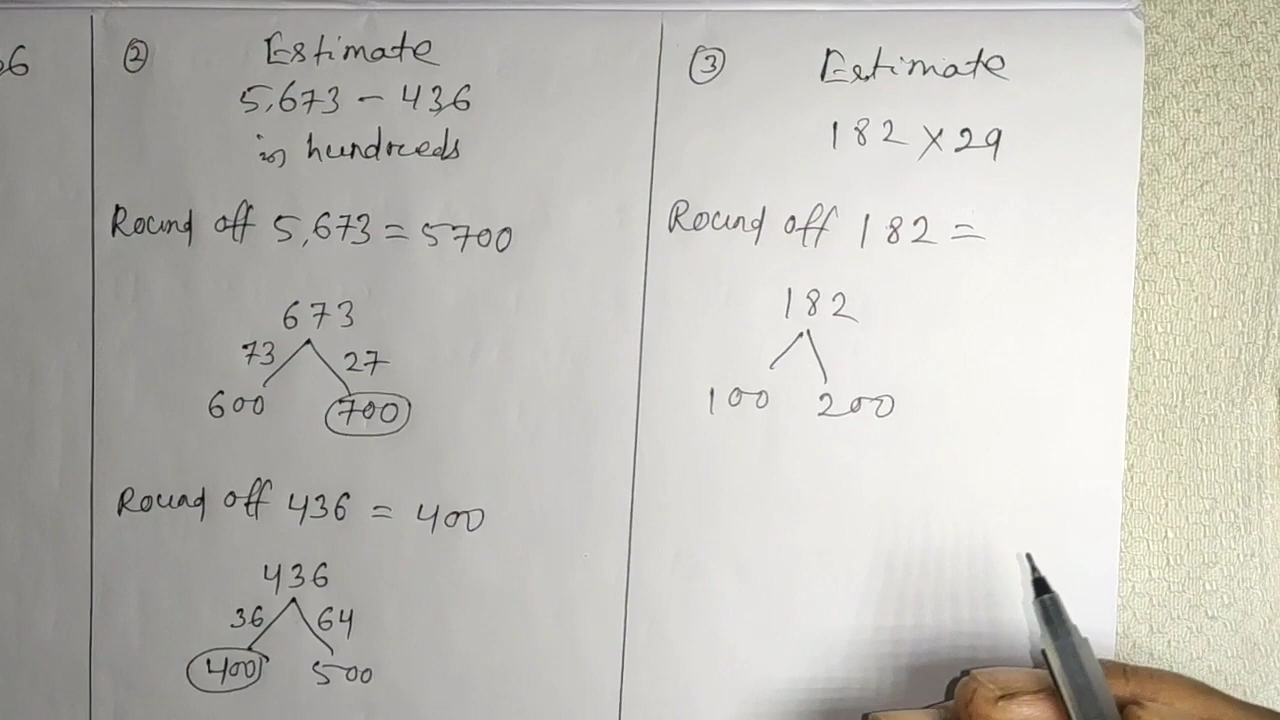 56
② Estimate
5,673 - 436
in hundreds
Round off 5,673 = 5700
673
73 27
600 700
Round off 436 = 400
436
36 64
400 500
③ Estimate
182 × 29
Round off 182 =
182
100 200